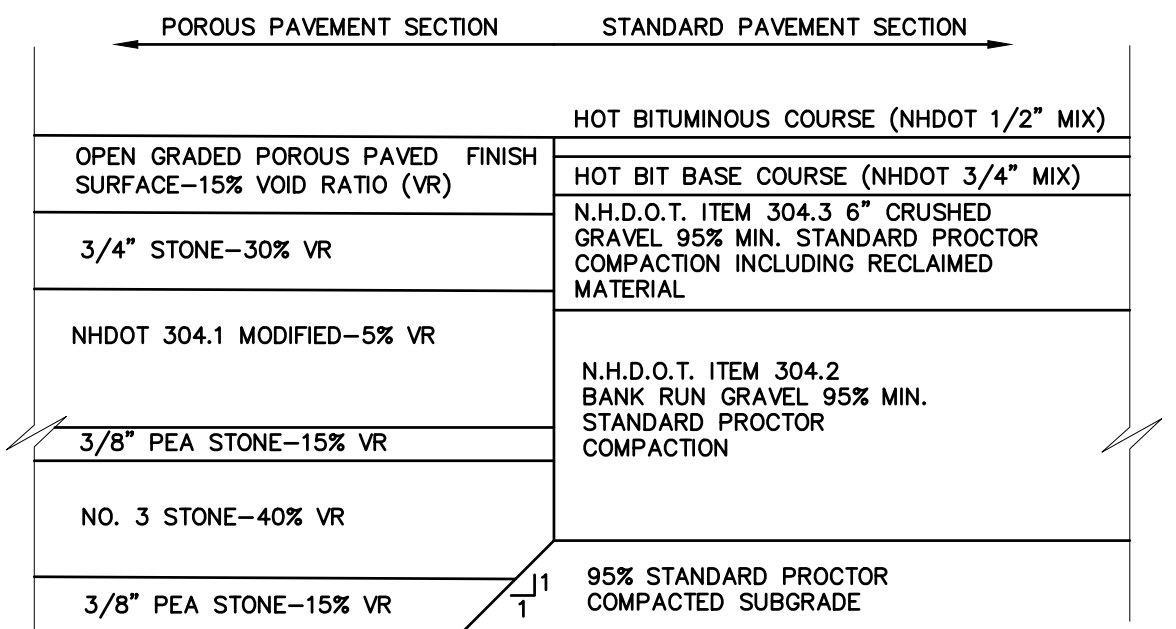 POROUS PAVEMENT SECTION
STANDARD PAVEMENT SECTION
OPEN GRADED POROUS PAVED FINISH
SURFACE–15% VOID RATIO (VR)
3/4" STONE–30% VR
NHDOT 304.1 MODIFIED–5% VR
3/8" PEA STONE–15% VR
NO. 3 STONE–40% VR
3/8" PEA STONE–15% VR
HOT BITUMINOUS COURSE (NHDOT 1/2" MIX)
HOT BIT BASE COURSE (NHDOT 3/4" MIX)
N.H.D.O.T. ITEM 304.3 6" CRUSHED
GRAVEL 95% MIN. STANDARD PROCTOR
COMPACTION INCLUDING RECLAIMED
MATERIAL
N.H.D.O.T. ITEM 304.2
BANK RUN GRAVEL 95% MIN.
STANDARD PROCTOR
COMPACTION
1
1
95% STANDARD PROCTOR
COMPACTED SUBGRADE